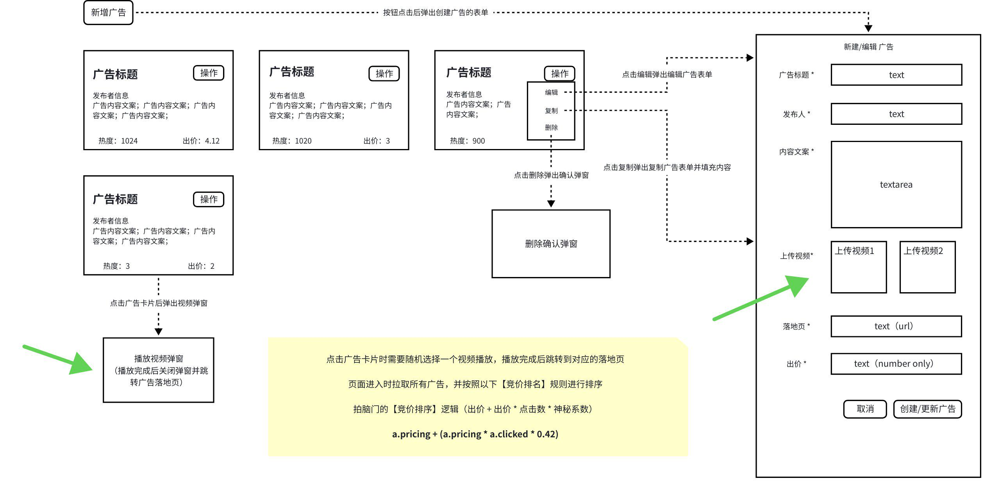 新增广告
按钮点击后弹出创建广告的表单
广告标题
操作
发布者信息
广告内容文案；广告内容文案；广告内
容文案；广告内容文案；
热度：1024
出价：4.12
广告标题
操作
发布者信息
广告内容文案；广告内容文案；广告内
容文案；广告内容文案；
热度：1020
出价：3
广告标题
操作
发布者信息
广告内容文案；广告
内容文案；
热度：900
编辑
复制
删除
点击编辑弹出编辑广告表单
点击复制弹出复制广告表单并填充内容
点击删除弹出确认弹窗
删除确认弹窗
广告标题
操作
发布者信息
广告内容文案；广告内容文案；广告内
容文案；广告内容文案；
热度：3
出价：2
点击广告卡片后弹出视频弹窗
播放视频弹窗
（播放完成后关闭弹窗并跳
转广告落地页）
点击广告卡片时需要随机选择一个视频播放，播放完成后跳转到对应的落地页
页面进入时拉取所有广告，并按照以下【竞价排名】规则进行排序
拍脑门的【竞价排序】逻辑（出价 + 出价 * 点击数 * 神秘系数）
a.pricing + (a.pricing * a.clicked * 0.42)
新建/编辑 广告
广告标题 *
text
发布人 *
text
内容文案 *
textarea
上传视频*
上传视频1
上传视频2
落地页 *
text（url）
出价 *
text（number only）
取消
创建/更新广告